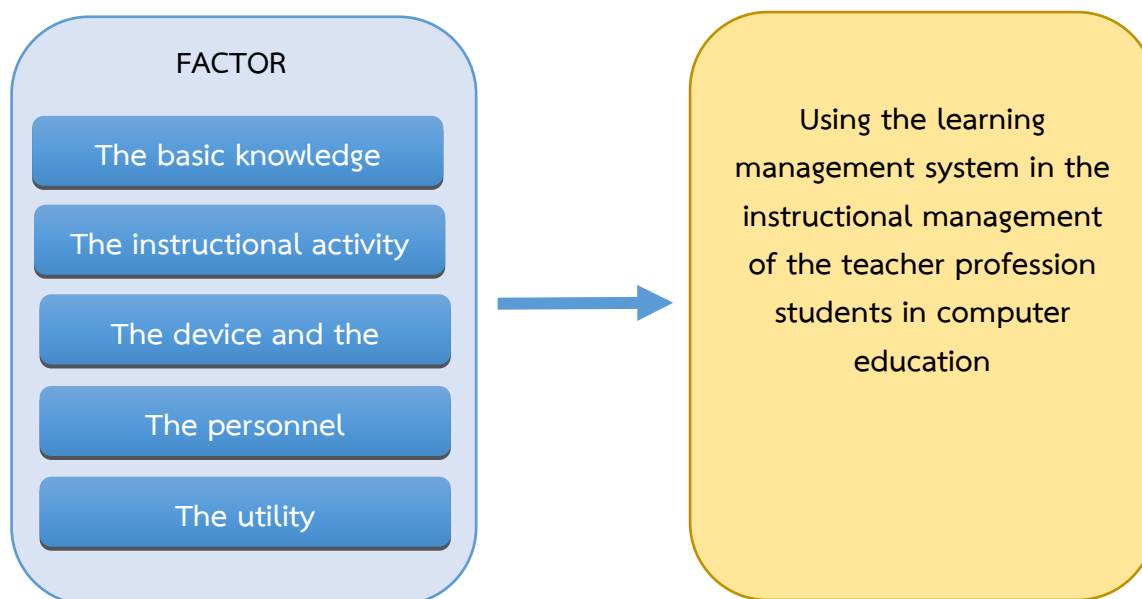 FACTOR
The basic knowledge
The instructional activity
The device and the
The personnel
The utility
Using the learning
management system in the
instructional management
of the teacher profession
students in computer
education